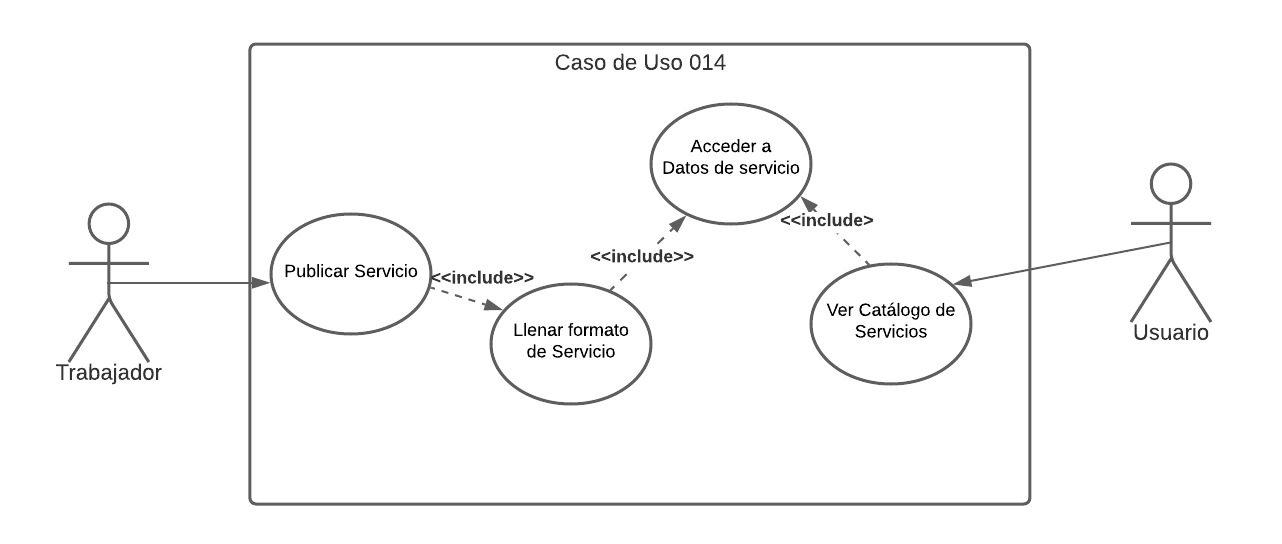 Caso de Uso 014
Acceder a
Datos de servicio
<<include>
<<include>>
Publicar Servicio
<<include>>
Llenar formato
de Servicio
Ver Catálogo de
Servicios
Trabajador
Usuario